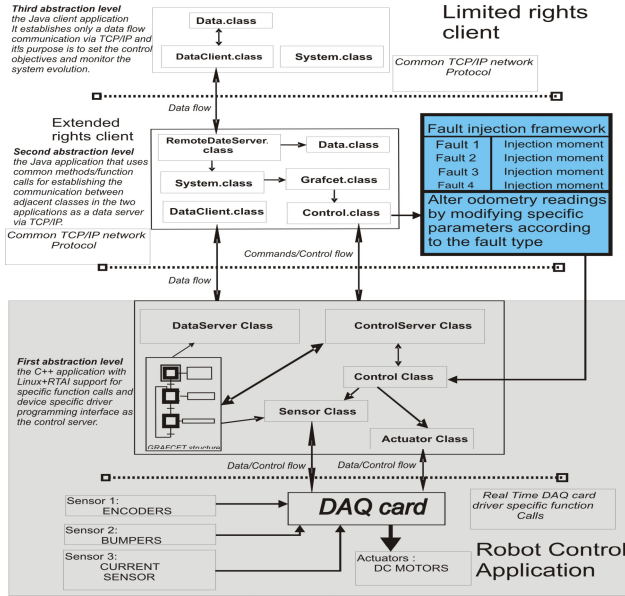 Third abstraction level
the Java client application
It establishes only a data flow
communication via TCP/IP and
it's purpose is to set the control
objectives and monitor the
system evolution.
Data.class
DataClient.class
System.class
Limited rights
client
Common TCP/IP network
Protocol
Data flow
Extended
rights client
Second abstraction level
the Java application that uses
common methods/function
calls for establishing the
communication between
adjacent classes in the two
applications as a data server
via TCP/IP.
Common TCP/IP network
Protocol
RemoteDateServer.
class
Data.class
System.class
Grafcet.class
DataClient.class
Control.class
Fault injection framework
Fault 1
Injection moment
Fault 2
Injection moment
Fault 3
Injection moment
Fault 4
Injection moment
Alter odometry readings
by modifying specific
parameters according
to the fault type
Commands/Control flow
Data flow
First abstraction level
the C++ application with
Linux+RTAI support for
specific function calls and
device specific driver
programming interface as
the control server.
DataServer Class
ControlServer Class
Control Class
Sensor Class
Actuator Class
GRAFCET structure
Data/Control flow
Data/Control flow
Sensor 1:
ENCODERS
Sensor 2:
BUMPERS
Sensor 3:
CURRENT
SENSOR
DAQ card
Actuators :
DC MOTORS
Real Time DAQ card
driver specific function
Calls
Robot Control
Application